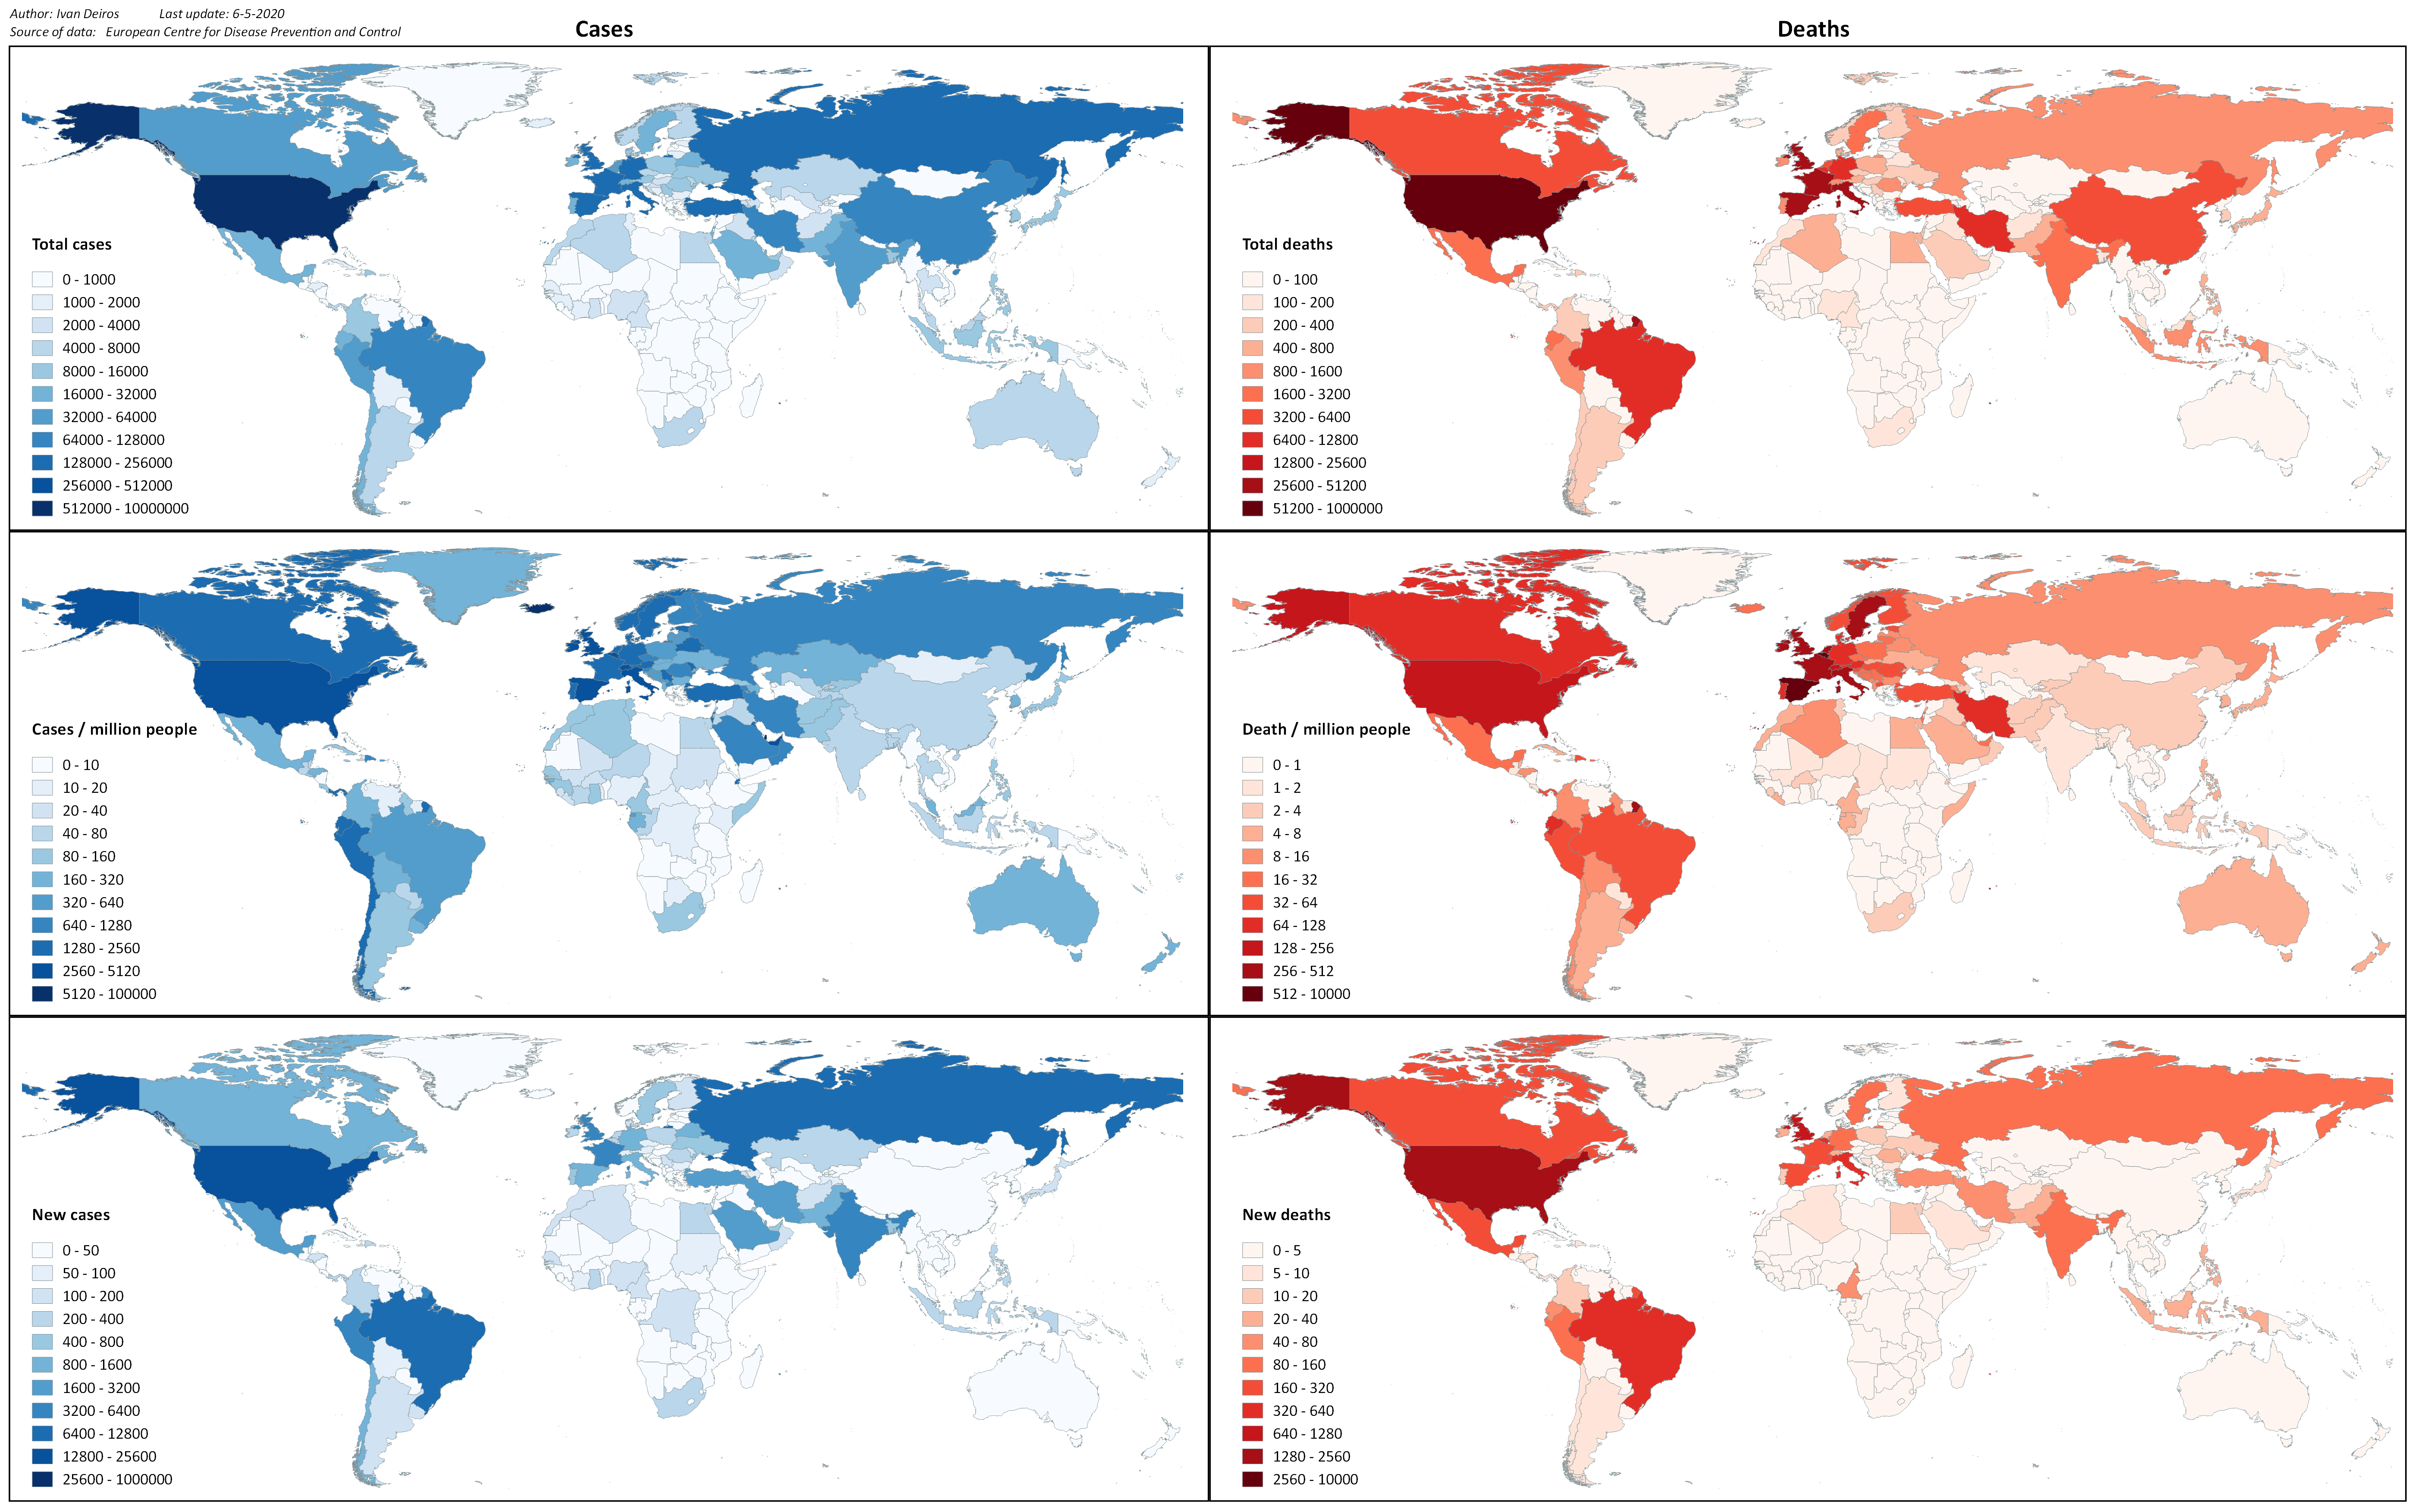 Author: Ivan Deiros Last update: 6-5-2020
Source of data: European Centre for Disease Prevention and Control
Cases
Deaths
Total cases
0 - 1000
1000 - 2000
2000 - 4000
4000 - 8000
8000 - 16000
16000 - 32000
32000 - 64000
64000 - 128000
128000 - 256000
256000 - 512000
512000 - 10000000
Total deaths
0 - 100
100 - 200
200 - 400
400 - 800
800 - 1600
1600 - 3200
3200 - 6400
6400 - 12800
12800 - 25600
25600 - 51200
51200 - 1000000
Cases / million people
0 - 10
10 - 20
20 - 40
40 - 80
80 - 160
160 - 320
320 - 640
640 - 1280
1280 - 2560
2560 - 5120
5120 - 100000
Death / million people
0 - 1
1 - 2
2 - 4
4 - 8
8 - 16
16 - 32
32 - 64
64 - 128
128 - 256
256 - 512
512 - 10000
New cases
0 - 50
50 - 100
100 - 200
200 - 400
400 - 800
800 - 1600
1600 - 3200
3200 - 6400
6400 - 12800
12800 - 25600
25600 - 1000000
New deaths
0 - 5
5 - 10
10 - 20
20 - 40
40 - 80
80 - 160
160 - 320
320 - 640
640 - 1280
1280 - 2560
2560 - 10000